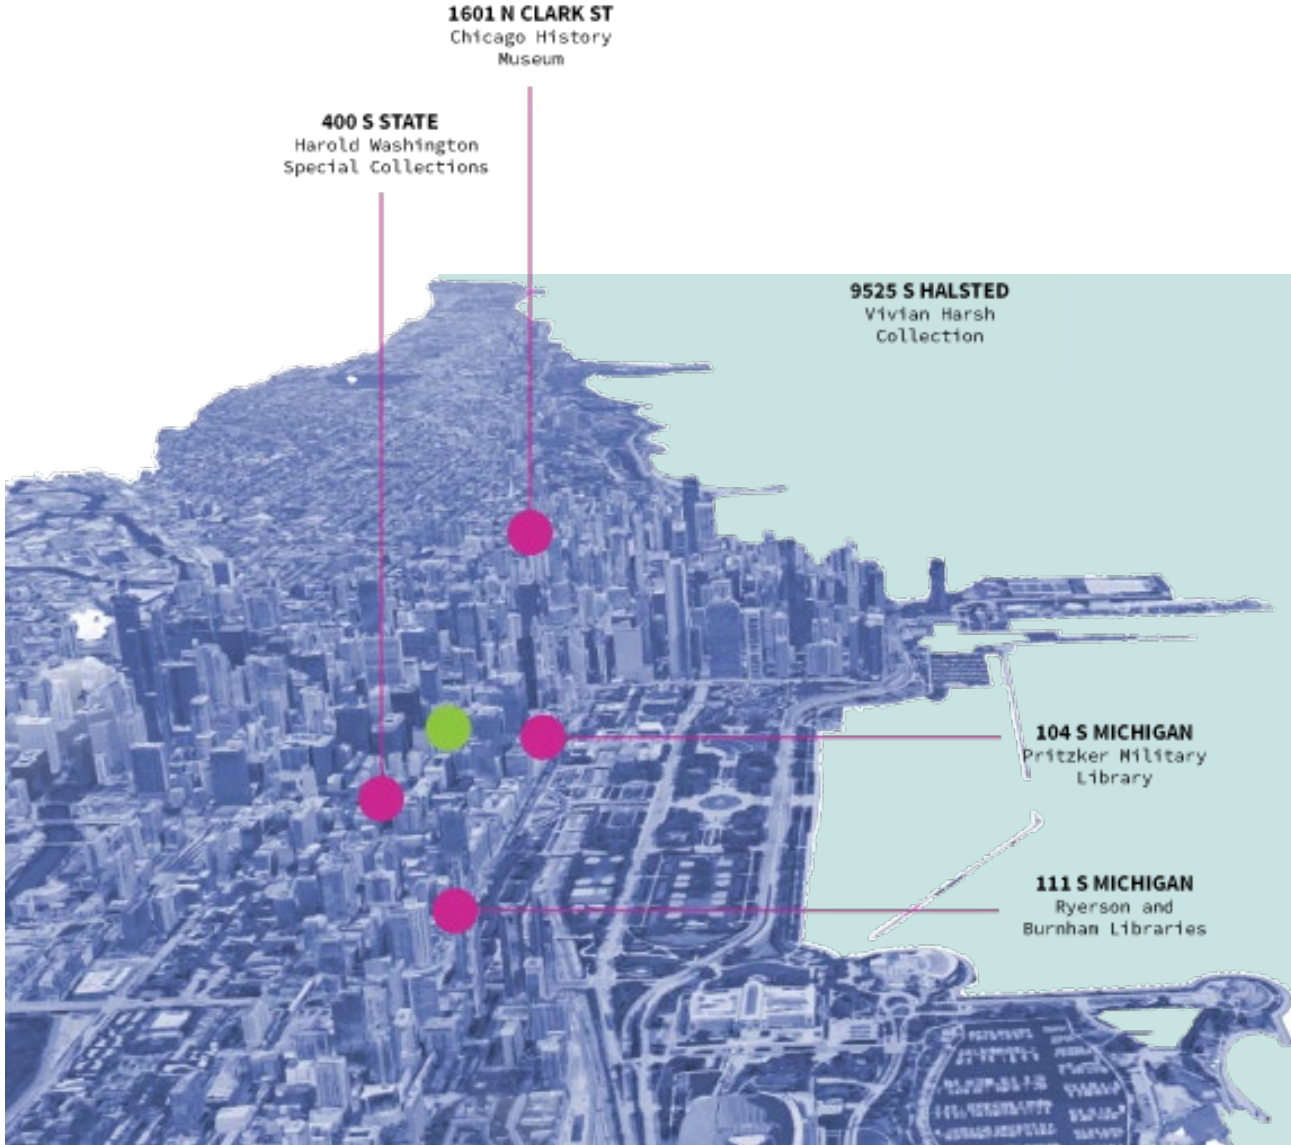 1601 N CLARK ST
Chicago History
Museum
400 S STATE
Harold Washington
Special Collections
9525 S HALSTED
Vivian Harsh
Collection
104 S MICHIGAN
Pritzker Military
Library
111 S MICHIGAN
Ryerson and
Burnham Libraries